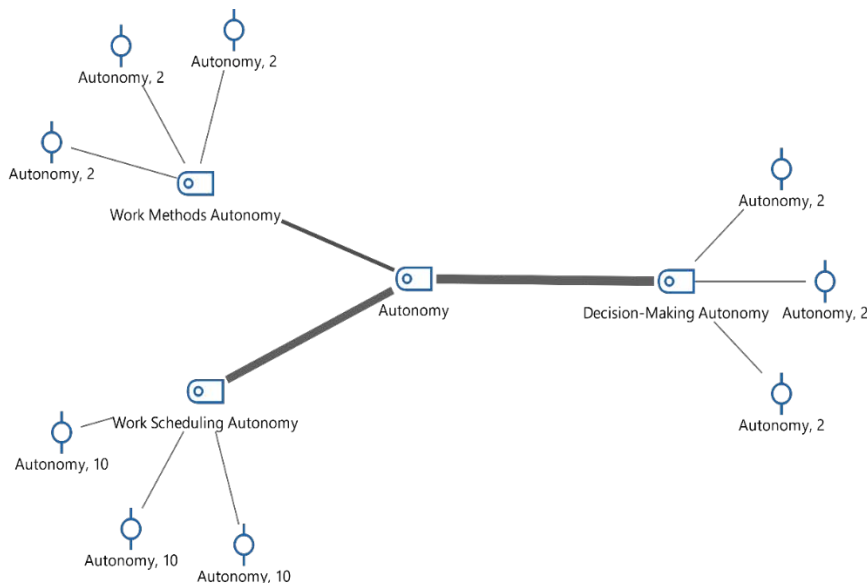 Autonomy, 2
Autonomy, 2
Autonomy, 2
Work Methods Autonomy
Autonomy, 2
Autonomy
Decision-Making Autonomy
Autonomy, 2
Autonomy, 2
Work Scheduling Autonomy
Autonomy, 10
Autonomy, 10
Autonomy, 10